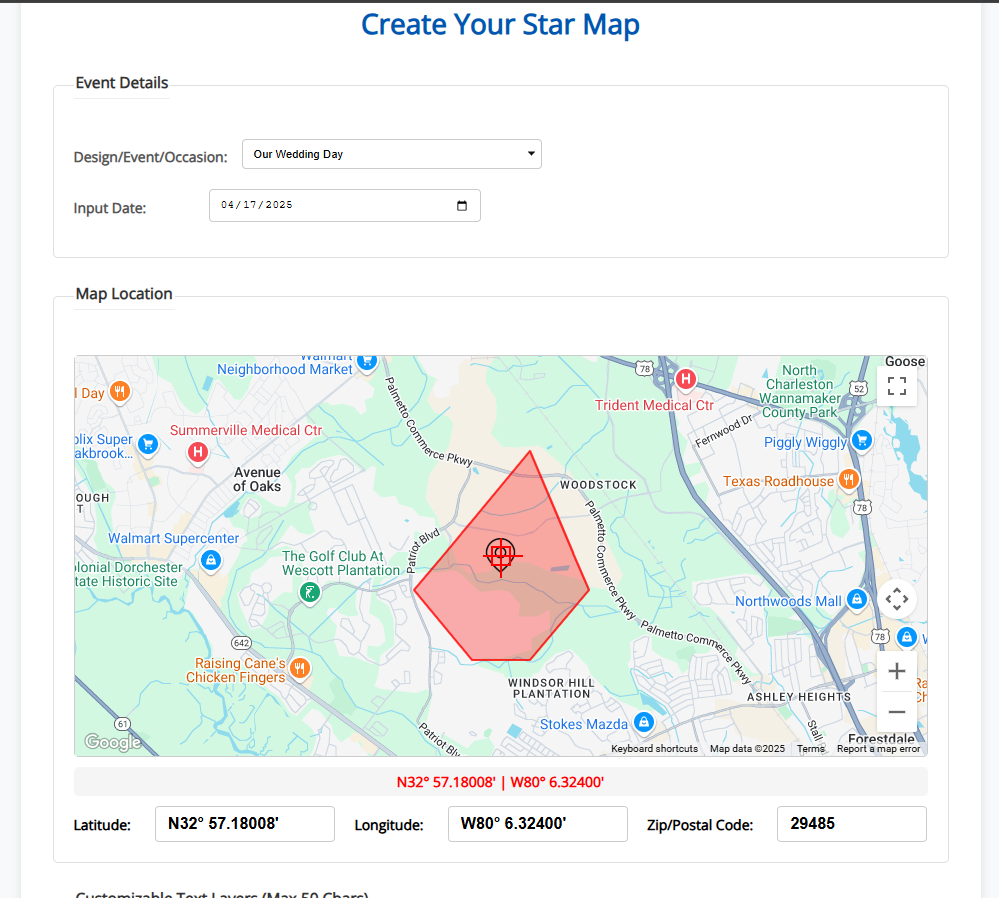 Create Your Star Map
Event Details
Design/Event/Occasion: Our Wedding Day
Input Date: 04/17/2025
Map Location
Walmart
Neighborhood Market
Day
Summerville Medical Ctr
olix Super
akbrook...
Avenue
of Oaks
OUGH
T
Walmart Supercenter
olonial Dorchester
tate Historic Site
The Golf Club At
Wescott Plantation
Patriot Blvd
Palmetto Commerce Pkwy
WOODSTOCK
Palmetto Commerce Pkwy
Palmetto Commerce Pkwy
78
Trident Medical Ctr
Fernwood Dr
North
Charleston
Wannamaker
County Park
Goose
52
Piggly Wiggly
Texas Roadhouse
78
Northwoods Mall
78
642
Raising Cane's
Chicken Fingers
61
WINDSOR HILL
PLANTATION
Stokes Mazda
ASHLEY HEIGHTS
Stall
Forestdale
Google
Keyboard shortcuts Map data ©2025 Terms Report a map error
N32° 57.18008' | W80° 6.32400'
Latitude: N32° 57.18008' Longitude: W80° 6.32400' Zip/Postal Code: 29485
Customizable Text Layers (Max 50 Chars)